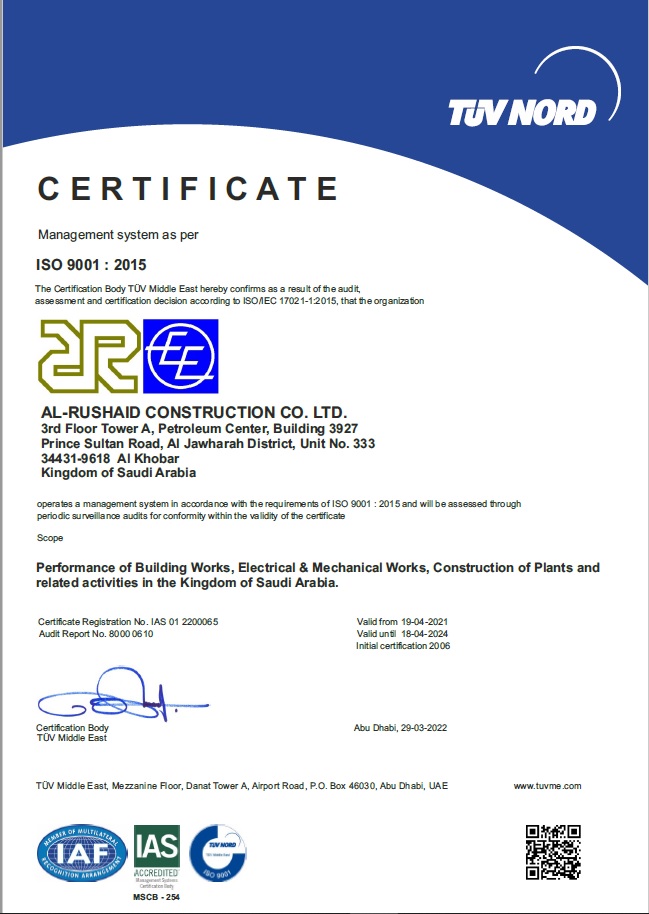 TÜV NORD
CERTIFICATE
Management system as per
ISO 9001 : 2015
The Certification Body TÜV Middle East hereby confirms as a result of the audit,
assessment and certification decision according to ISO/IEC 17021-1:2015, that the organization
AL-RUSHAID CONSTRUCTION CO. LTD.
3rd Floor Tower A, Petroleum Center, Building 3927
Prince Sultan Road, Al Jawharah District, Unit No. 333
34431-9618 Al Khobar
Kingdom of Saudi Arabia
operates a management system in accordance with the requirements of ISO 9001 : 2015 and will be assessed through
periodic surveillance audits for conformity within the validity of the certificate
Scope
Performance of Building Works, Electrical & Mechanical Works, Construction of Plants and
related activities in the Kingdom of Saudi Arabia.
Certificate Registration No. IAS 01 2200065
Audit Report No. 8000 0610
Valid from 19-04-2021
Valid until 18-04-2024
Initial certification 2006
Certification Body
TÜV Middle East
Abu Dhabi, 29-03-2022
TÜV Middle East, Mezzanine Floor, Danat Tower A, Airport Road, P.O. Box 46030, Abu Dhabi, UAE
www.tuvme.com
MEMBER OF MULTILATERAL
IAF
RECOGNITION ARRANGEMENT
IAS
ACCREDITED
Management Systems
Certification Body
MSCB - 254
TÜV NORD
TÜV Middle East
ISO 9001